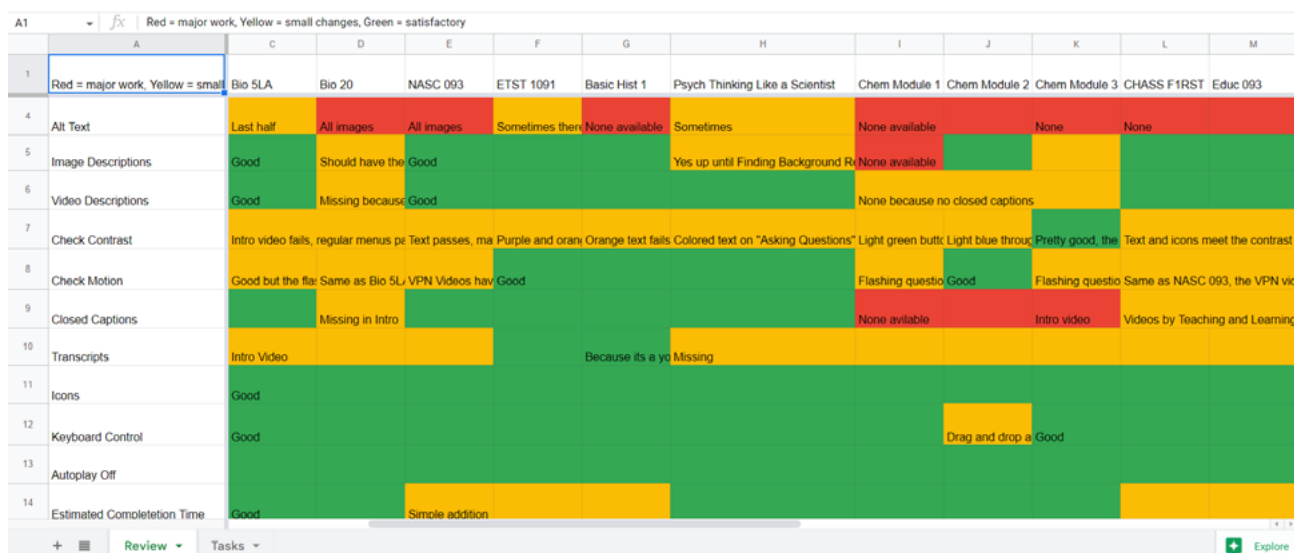 A1 fx Red = major work, Yellow = small changes, Green = satisfactory
A C D E F G H I J K L M
1 Red = major work, Yellow = small Bio 5LA Bio 20 NASC 093 ETST 1091 Basic Hist 1 Psych Thinking Like a Scientist Chem Module 1 Chem Module 2 Chem Module 3 CHASS F1RST Educ 093
4 Alt Text Last half All images All images Sometimes there None available Sometimes None available None None
5 Image Descriptions Good Should have the Good Yes up until Finding Background Re None available
6 Video Descriptions Good Missing because Good None because no closed captions
7 Check Contrast Intro video fails, regular menus pa Text passes, ma Purple and orang Orange text fails Colored text on "Asking Questions" Light green butto Light blue throug Pretty good, the Text and icons meet the contrast
8 Check Motion Good but the flas Same as Bio 5LA VPN Videos hav Good Flashing questio Good Flashing questio Same as NASC 093, the VPN vid
9 Closed Captions Missing in Intro None avilable Intro video Videos by Teaching and Learning
10 Transcripts Intro Video Because its a yo Missing
11 Icons Good
12 Keyboard Control Good Drag and drop a Good
13 Autoplay Off
14 Estimated Completetion Time Good Simple addition
Review Tasks Explore